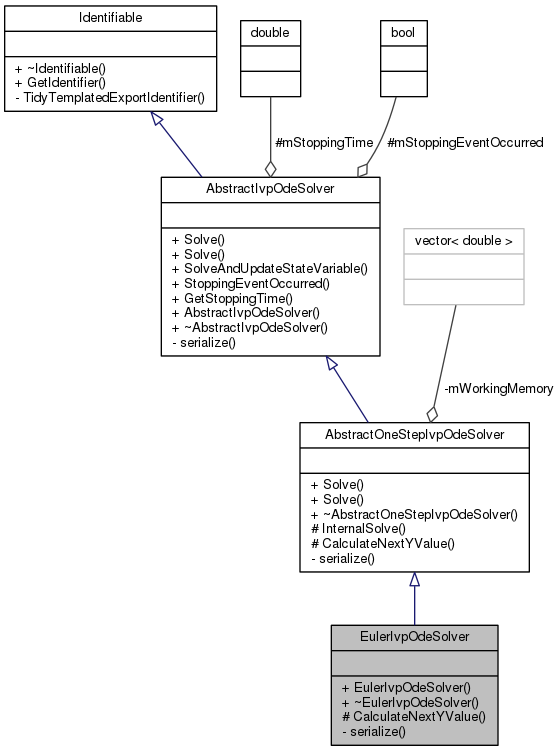 Identifiable
+ ~Identifiable()
+ GetIdentifier()
- TidyTemplatedExportIdentifier()
double
bool
#mStoppingTime
#mStoppingEventOccurred
AbstractIvpOdeSolver
+ Solve()
+ Solve()
+ SolveAndUpdateStateVariable()
+ StoppingEventOccurred()
+ GetStoppingTime()
+ AbstractIvpOdeSolver()
+ ~AbstractIvpOdeSolver()
- serialize()
vector< double >
-mWorkingMemory
AbstractOneStepIvpOdeSolver
+ Solve()
+ Solve()
+ ~AbstractOneStepIvpOdeSolver()
# InternalSolve()
# CalculateNextYValue()
- serialize()
EulerIvpOdeSolver
+ EulerIvpOdeSolver()
+ ~EulerIvpOdeSolver()
# CalculateNextYValue()
- serialize()